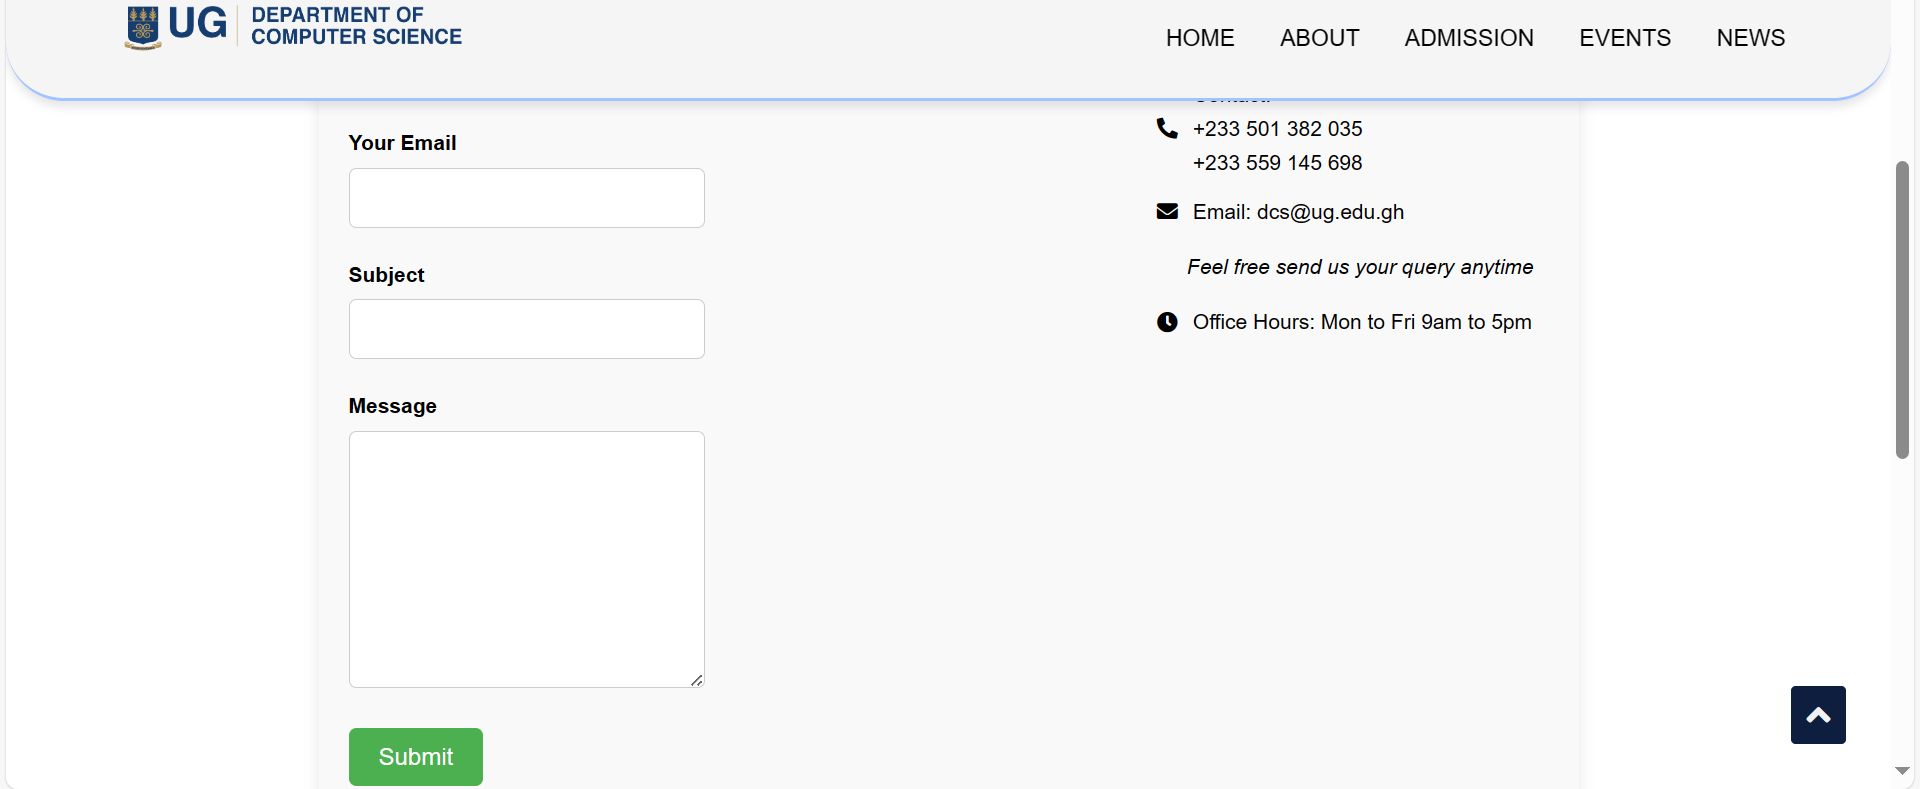 UG
DEPARTMENT OF
COMPUTER SCIENCE
HOME ABOUT ADMISSION EVENTS NEWS
Your Email
Subject
Message
Submit
+233 501 382 035
+233 559 145 698
Email: dcs@ug.edu.gh
Feel free send us your query anytime
Office Hours: Mon to Fri 9am to 5pm